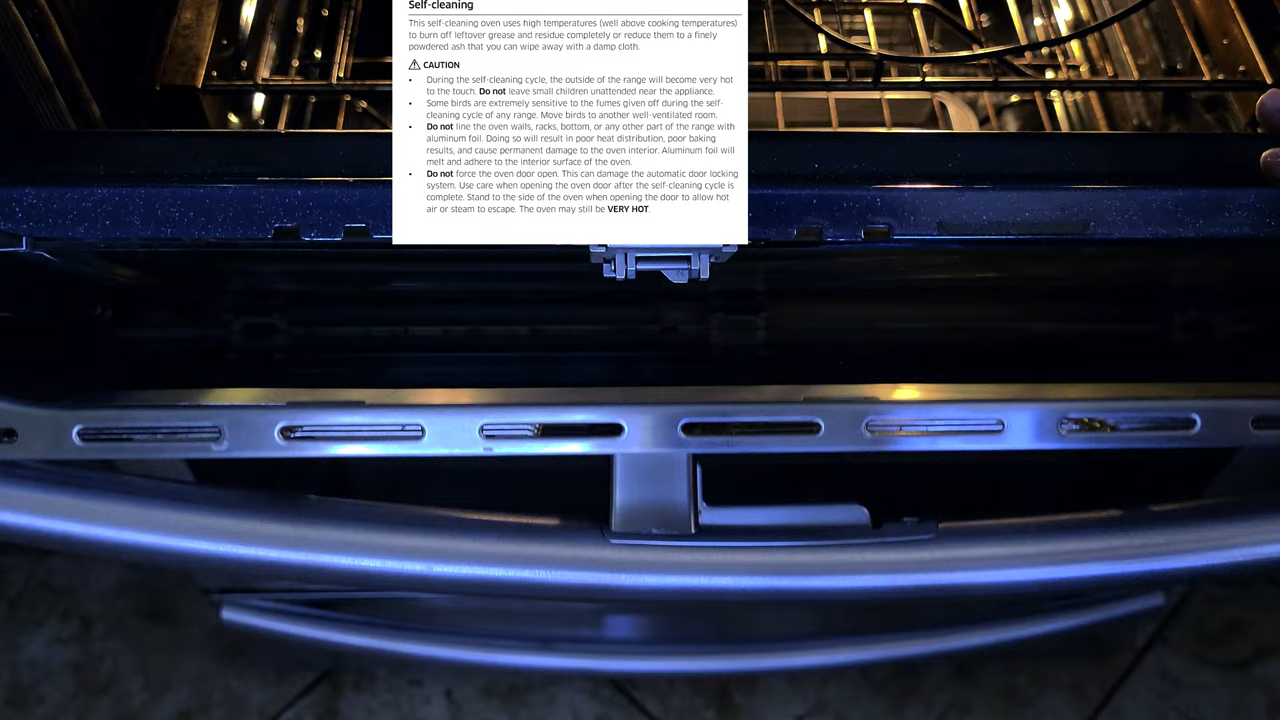 Self-cleaning
This self-cleaning oven uses high temperatures (well above cooking temperatures)
to burn off leftover grease and residue completely or reduce them to a finely
powdered ash that you can wipe away with a damp cloth.
⚠ CAUTION
• During the self-cleaning cycle, the outside of the range will become very hot
to the touch. Do not leave small children unattended near the appliance.
• Some birds are extremely sensitive to the fumes given off during the self-
cleaning cycle of any range. Move birds to another well-ventilated room.
• Do not line the oven walls, racks, bottom, or any other part of the range with
aluminum foil. Doing so will result in poor heat distribution, poor baking
results, and cause permanent damage to the oven interior. Aluminum foil will
melt and adhere to the interior surface of the oven.
• Do not force the oven door open. This can damage the automatic door locking
system. Use care when opening the oven door after the self-cleaning cycle is
complete. Stand to the side of the oven when opening the door to allow hot
air or steam to escape. The oven may still be VERY HOT.